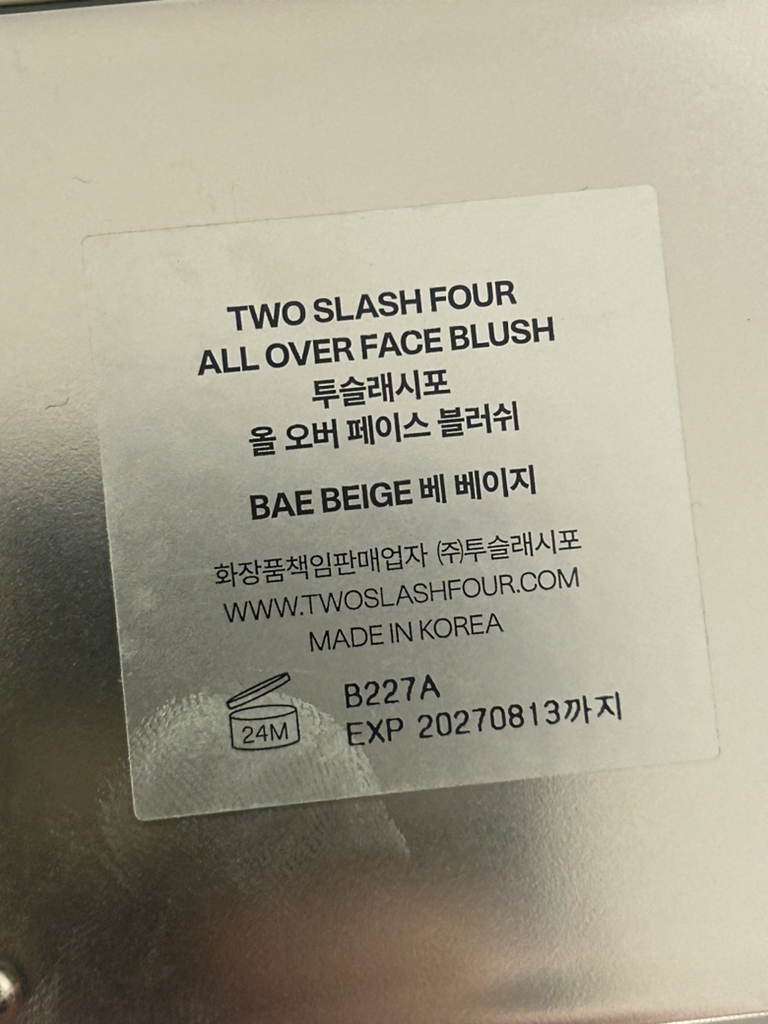 TWO SLASH FOUR
ALL OVER FACE BLUSH
투슬래시포
올 오버 페이스 블러쉬
BAE BEIGE 베 베이지
화장품책임판매업자 ㈜투슬래시포
WWW.TWOSLASHFOUR.COM
MADE IN KOREA
24M
B227A
EXP 20270813까지